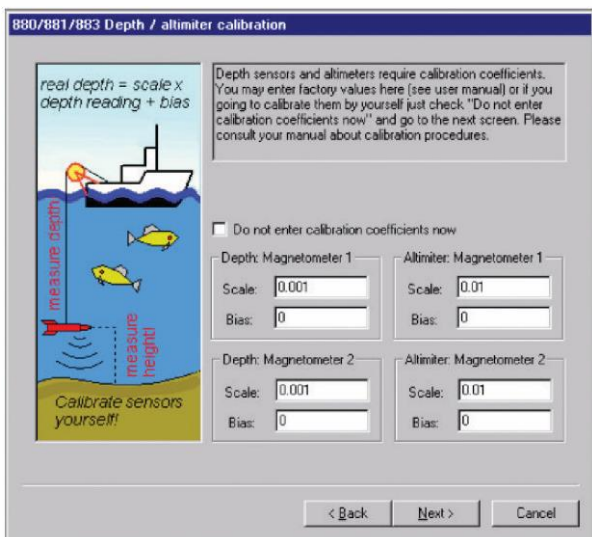 880/881/883 Depth / altimiter calibration
real depth = scale x
depth reading + bias
measure depth
measure
height!
Calibrate sensors
yourself!
Depth sensors and altimeters require calibration coefficients.
You may enter factory values here (see user manual) or if you
going to calibrate them by yourself just check "Do not enter
calibration coefficients now" and go to the next screen. Please
consult your manual about calibration procedures.
Do not enter calibration coefficients now
Depth: Magnetometer 1
Scale: 0.001
Bias: 0
Altimiter: Magnetometer 1
Scale: 0.01
Bias: 0
Depth: Magnetometer 2
Scale: 0.001
Bias: 0
Altimiter: Magnetometer 2
Scale: 0.01
Bias: 0
< Back
Next >
Cancel